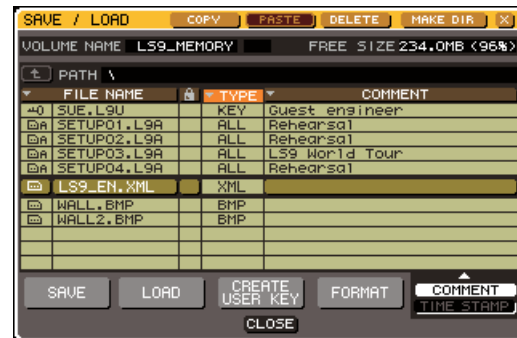 SAVE / LOAD COPY PASTE DELETE MAKE DIR X
VOLUME NAME LS9_MEMORY FREE SIZE 234.0MB (96%)
PATH \
FILE NAME TYPE COMMENT
SUE.L9U KEY Guest engineer
SETUP01.L9A ALL Rehearsal
SETUP02.L9A ALL Rehearsal
SETUP03.L9A ALL LS9 World Tour
SETUP04.L9A ALL Rehearsal
LS9_EN.XML XML
WALL.BMP BMP
WALL2.BMP BMP
SAVE LOAD CREATE USER KEY FORMAT COMMENT
TIME STAMP
CLOSE